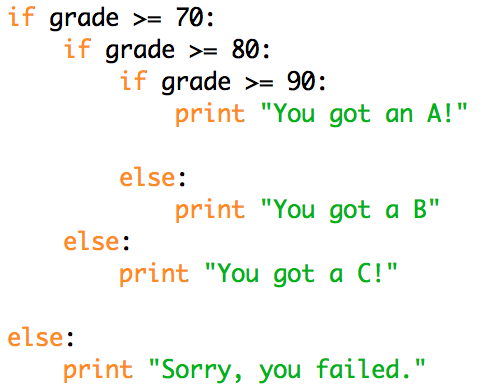 if grade >= 70:
    if grade >= 80:
        if grade >= 90:
            print "You got an A!"

        else:
            print "You got a B"
    else:
        print "You got a C!"

else:
    print "Sorry, you failed."